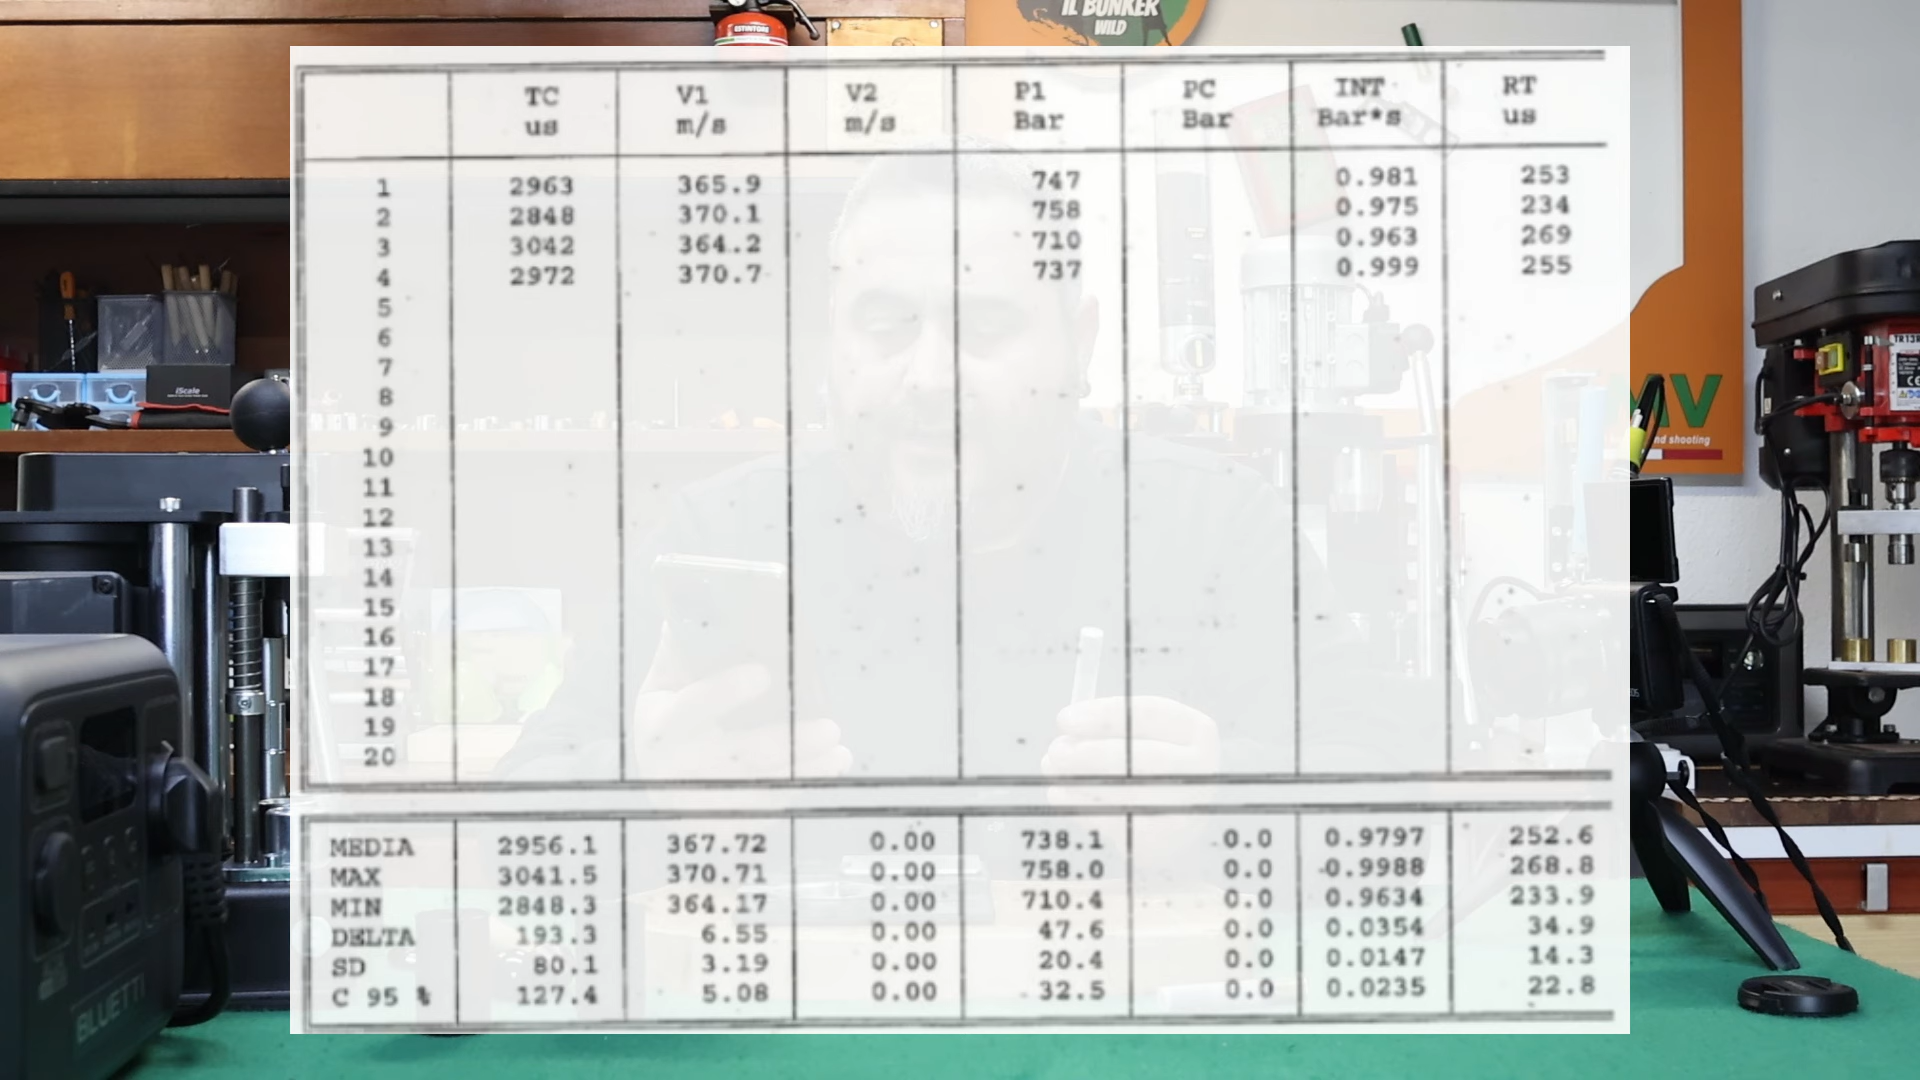 IL BUNKER
WILD
ESTINTORE
iScale
TR13R
MV
nd shooting
BLUETTI
TC V1 V2 P1 PC INT RT
us m/s m/s Bar Bar Bar*s us
1 2963 365.9 747 0.981 253
2 2848 370.1 758 0.975 234
3 3042 364.2 710 0.963 269
4 2972 370.7 737 0.999 255
5
6
7
8
9
10
11
12
13
14
15
16
17
18
19
20
MEDIA 2956.1 367.72 0.00 738.1 0.0 0.9797 252.6
MAX 3041.5 370.71 0.00 758.0 0.0 0.9988 268.8
MIN 2848.3 364.17 0.00 710.4 0.0 0.9634 233.9
DELTA 193.3 6.55 0.00 47.6 0.0 0.0354 34.9
SD 80.1 3.19 0.00 20.4 0.0 0.0147 14.3
C 95 % 127.4 5.08 0.00 32.5 0.0 0.0235 22.8